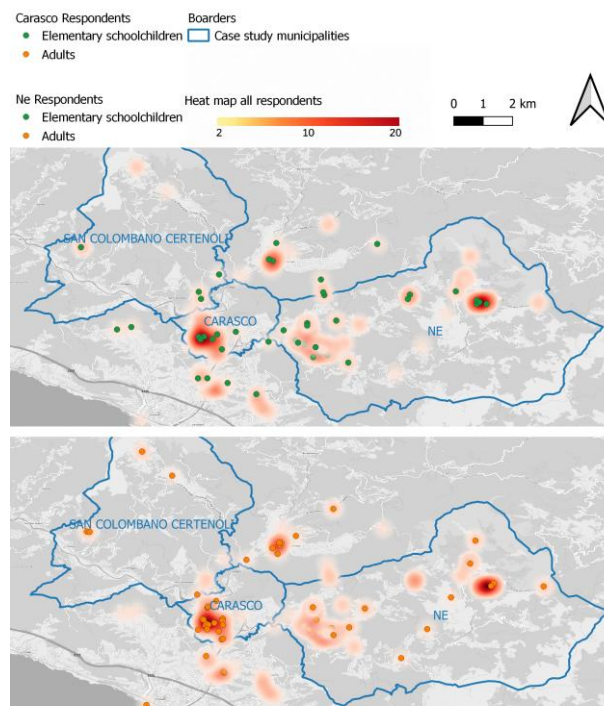 Carasco Respondents
Boarders
Elementary schoolchildren
Case study municipalities
Adults
Ne Respondents
Elementary schoolchildren
Heat map all respondents
0 1 2 km
Adults
2 10 20
SAN COLOMBANO CERTENOLI
CARASCO
NE
SAN COLOMBANO CERTENOLI
CARASCO
NE